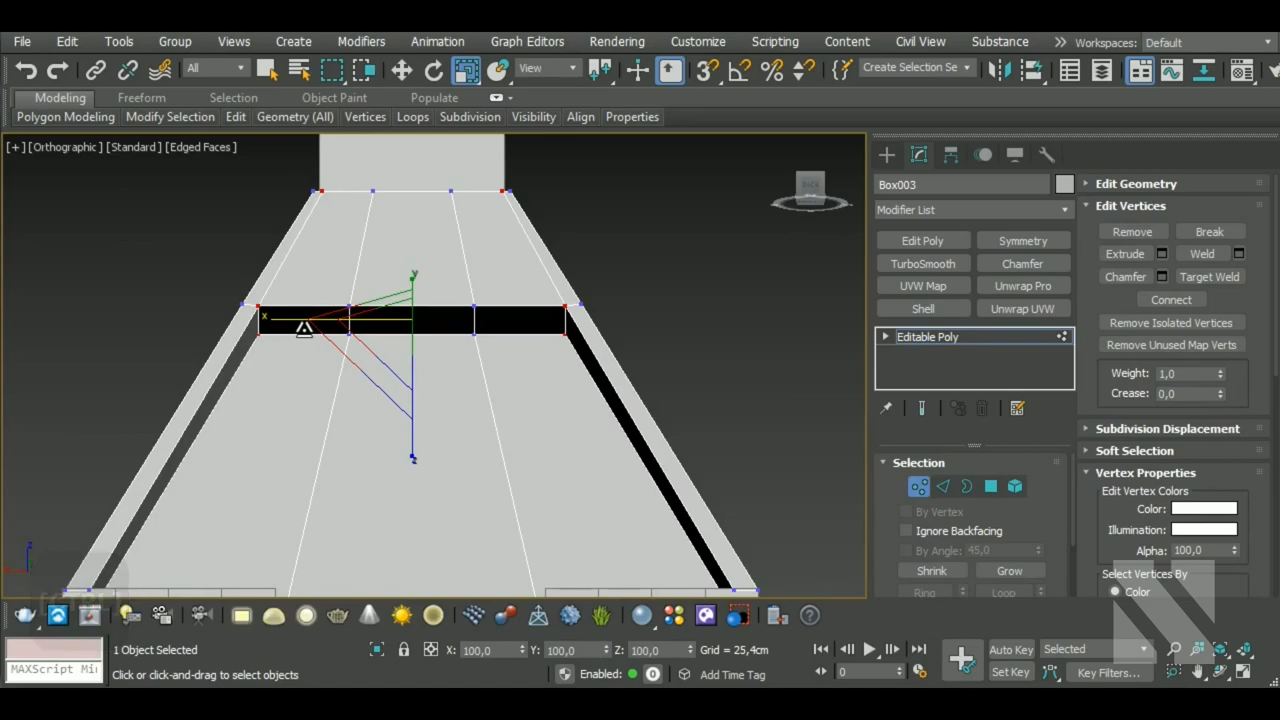 File Edit Tools Group Views Create Modifiers Animation Graph Editors Rendering Customize Scripting Content Civil View Substance Workspaces: Default
All View Create Selection Se
Modeling Freeform Selection Object Paint Populate
Polygon Modeling Modify Selection Edit Geometry (All) Vertices Loops Subdivision Visibility Align Properties
[+] [Orthographic] [Standard] [Edged Faces]
Box003
Modifier List
Edit Poly Symmetry
TurboSmooth Chamfer
UVW Map Unwrap Pro
Shell Unwrap UVW
Editable Poly
Selection
By Vertex
Ignore Backfacing
By Angle: 45,0
Shrink Grow
Ring Loop
Edit Geometry
Edit Vertices
Remove Break
Extrude Weld
Chamfer Target Weld
Connect
Remove Isolated Vertices
Remove Unused Map Verts
Weight: 1,0
Crease: 0,0
Subdivision Displacement
Soft Selection
Vertex Properties
Edit Vertex Colors
Color:
Illumination:
Alpha: 100,0
Select Vertices By
Color
x
y
z
z
1 Object Selected X: 100,0 Y: 100,0 Z: 100,0 Grid = 25,4cm Auto Key Selected
MAXScript Mi Click or click-and-drag to select objects Enabled: 0 Add Time Tag 0 Set Key Key Filters...